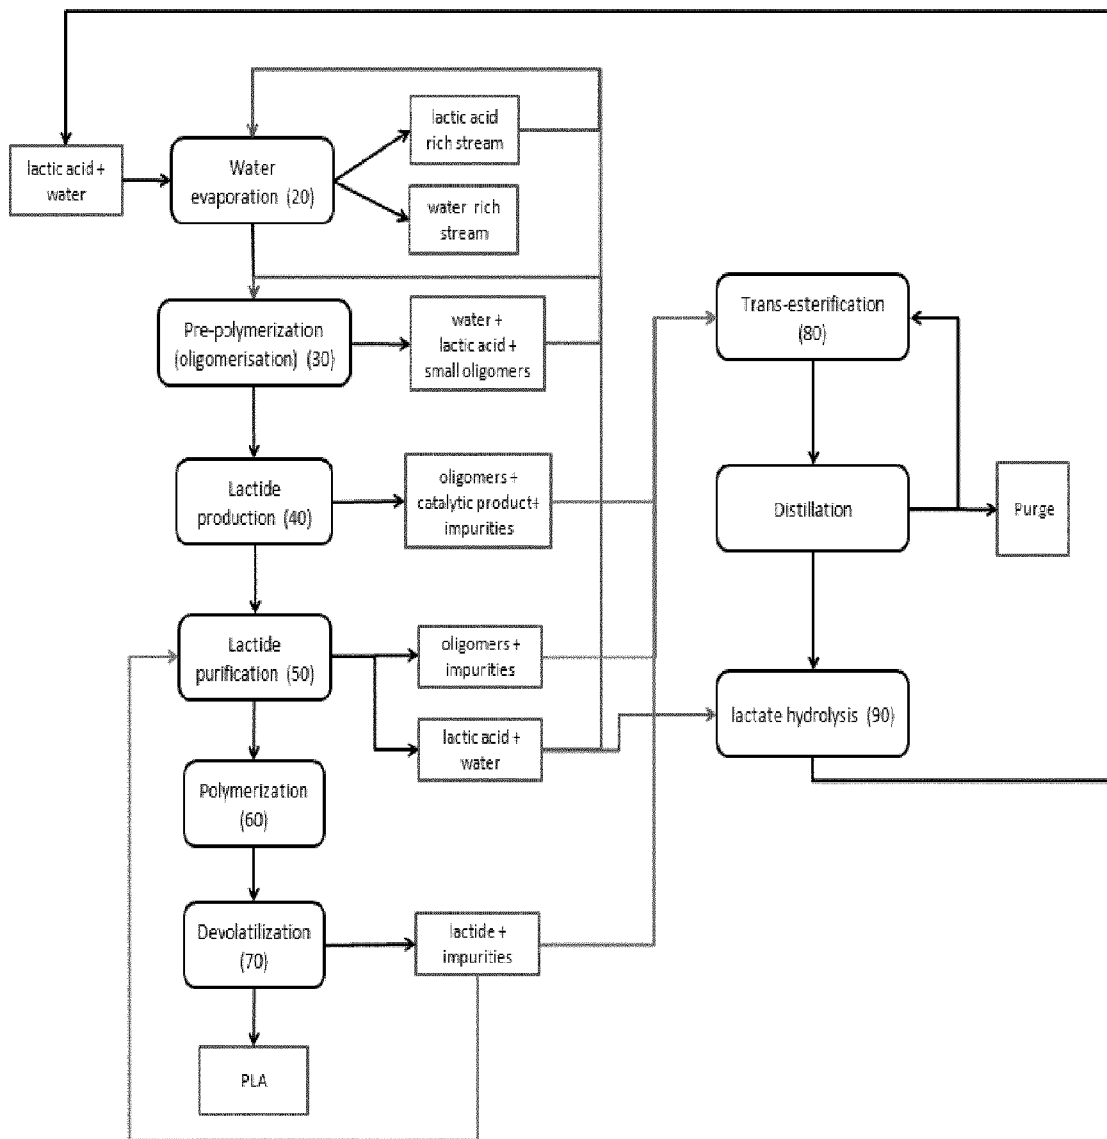 lactic acid +
water
Water
evaporation (20)
lactic acid
rich stream
water rich
stream
Pre-polymerization
(oligomerisation) (30)
water +
lactic acid +
small oligomers
Trans-esterification
(80)
Lactide
production (40)
oligomers +
catalytic product+
impurities
Distillation
Purge
Lactide
purification (50)
oligomers +
impurities
lactic acid +
water
lactate hydrolysis (90)
Polymerization
(60)
Devolatilization
(70)
lactide +
impurities
PLA